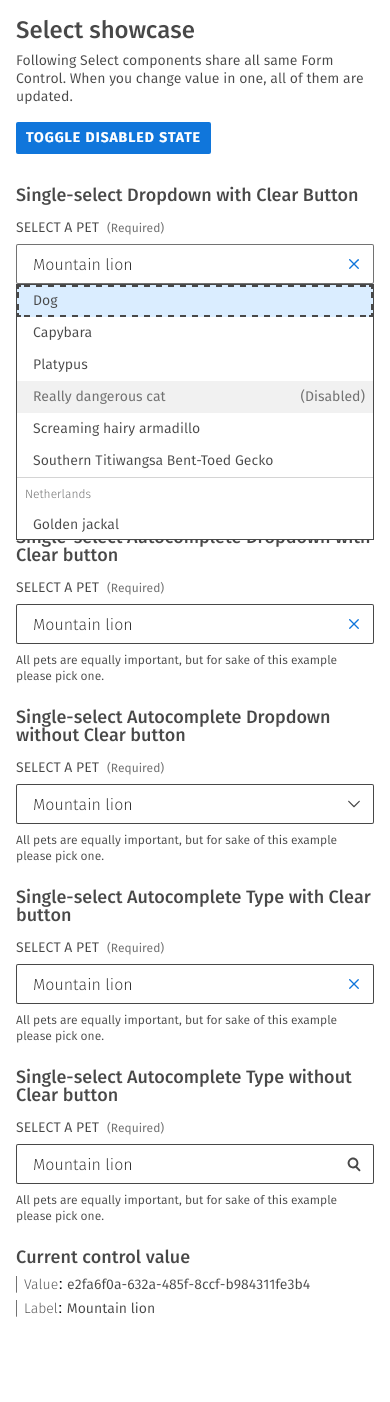 Select showcase
Following Select components share all same Form
Control. When you change value in one, all of them are
updated.
TOGGLE DISABLED STATE
Single-select Dropdown with Clear Button
SELECT A PET (Required)
Mountain lion
Dog
Capybara
Platypus
Really dangerous cat (Disabled)
Screaming hairy armadillo
Southern Titiwangsa Bent-Toed Gecko
Netherlands
Golden jackal
Single-select Autocomplete Dropdown with
Clear button
SELECT A PET (Required)
Mountain lion
All pets are equally important, but for sake of this example
please pick one.
Single-select Autocomplete Dropdown
without Clear button
SELECT A PET (Required)
Mountain lion
All pets are equally important, but for sake of this example
please pick one.
Single-select Autocomplete Type with Clear
button
SELECT A PET (Required)
Mountain lion
All pets are equally important, but for sake of this example
please pick one.
Single-select Autocomplete Type without
Clear button
SELECT A PET (Required)
Mountain lion
All pets are equally important, but for sake of this example
please pick one.
Current control value
Value: e2fa6f0a-632a-485f-8ccf-b984311fe3b4
Label: Mountain lion